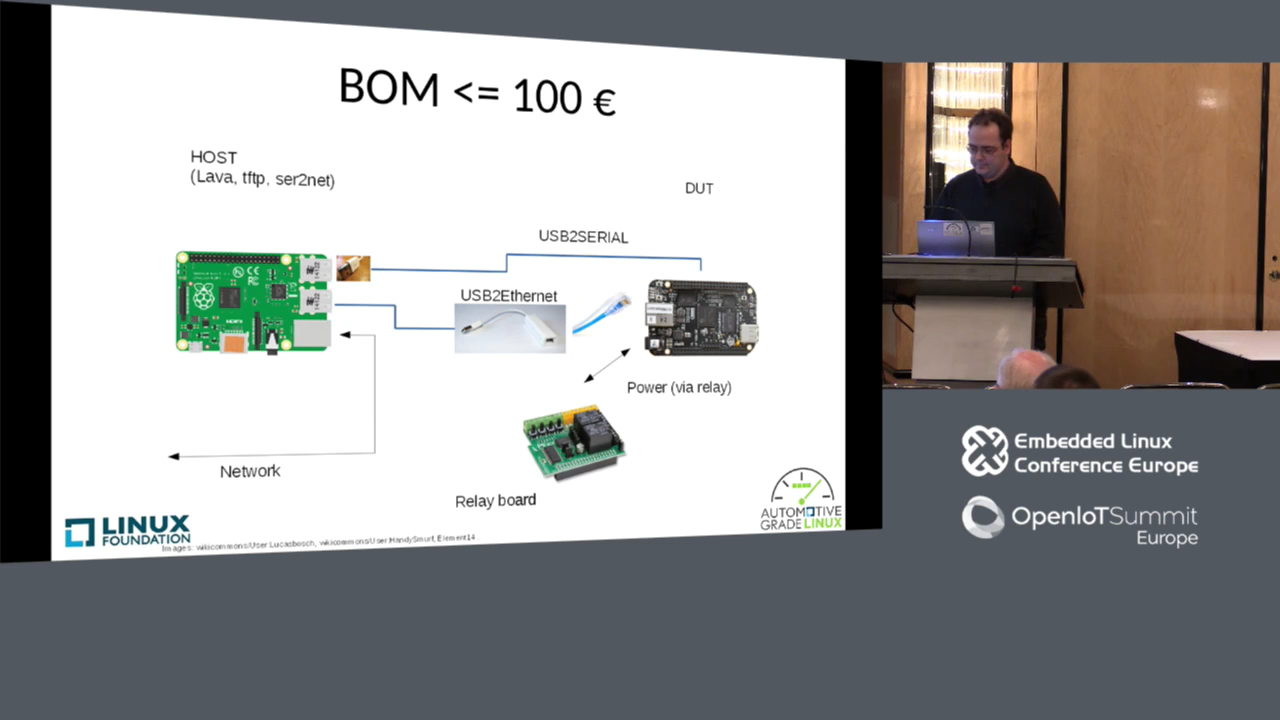 BOM <= 100 €
HOST
(Lava, tftp, ser2net)
DUT
USB2SERIAL
USB2Ethernet
Power (via relay)
Network
Relay board
LINUX
FOUNDATION
Images: wikicommons/User Lucasbosch, wikicommons/User HandySmurf, Element14
AUTOMOTIVE
GRADE LINUX
Embedded Linux
Conference Europe
OpenIoTSummit
Europe